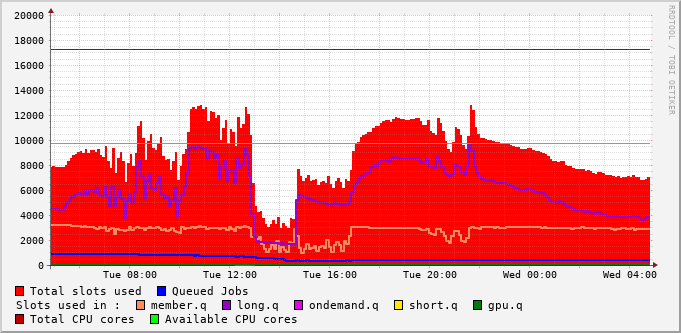 20000
18000
16000
14000
12000
10000
8000
6000
4000
2000
0
Tue 08:00 Tue 12:00 Tue 16:00 Tue 20:00 Wed 00:00 Wed 04:00
RRDTOOL / TOBI OETIKER
Total slots used Queued Jobs
Slots used in : member.q long.q ondemand.q short.q gpu.q
Total CPU cores Available CPU cores